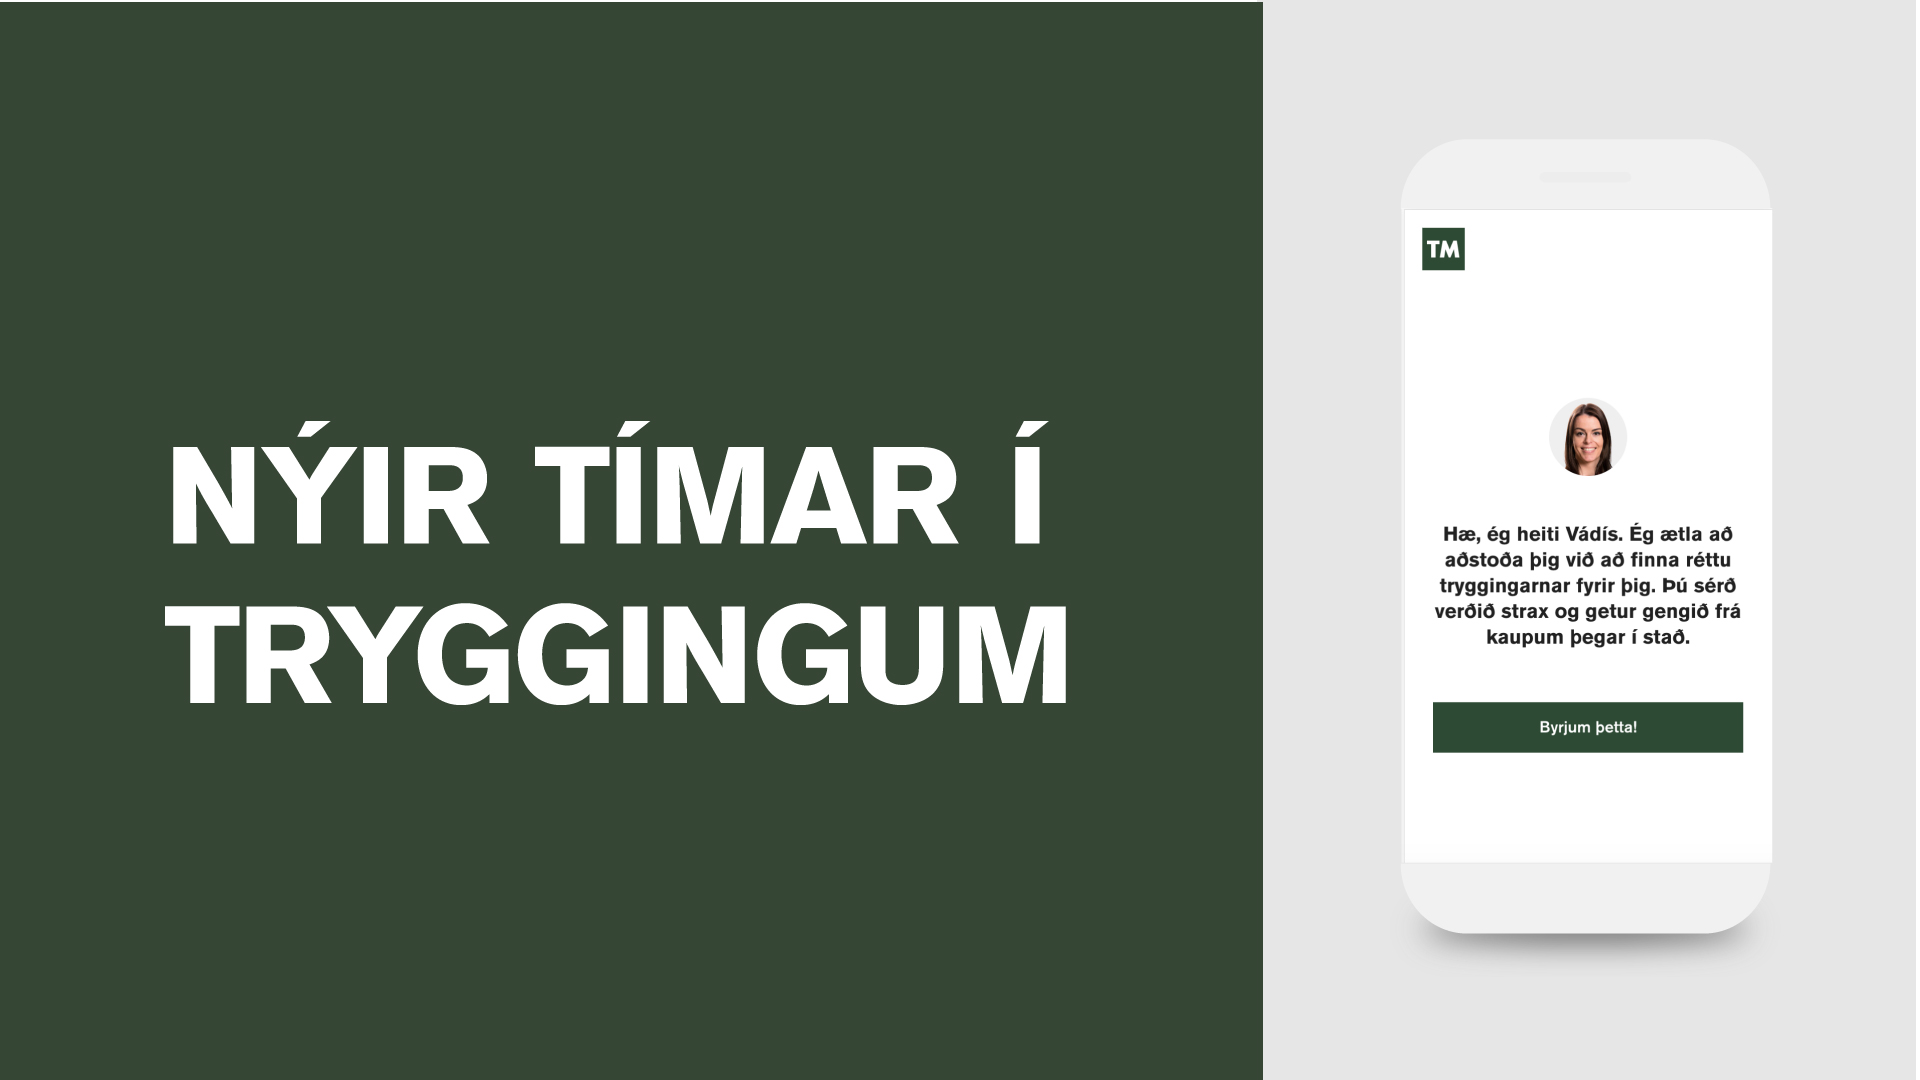 NÝIR TÍMAR Í
TRYGGINGUM
TM
Hæ, ég heiti Vádís. Ég ætla að
aðstoða þig við að finna réttu
tryggingarnar fyrir þig. Þú sérð
verðið strax og getur gengið frá
kaupum þegar í stað.
Byrjum þetta!